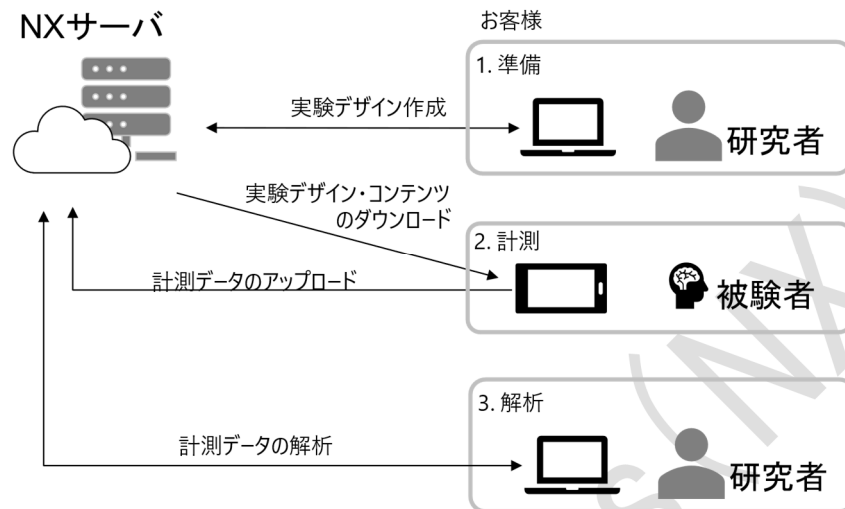 NXサーバ
お客様
1. 準備
実験デザイン作成
研究者
実験デザイン・コンテンツ
のダウンロード
2. 計測
計測データのアップロード
被験者
3. 解析
計測データの解析
研究者
s (NX)